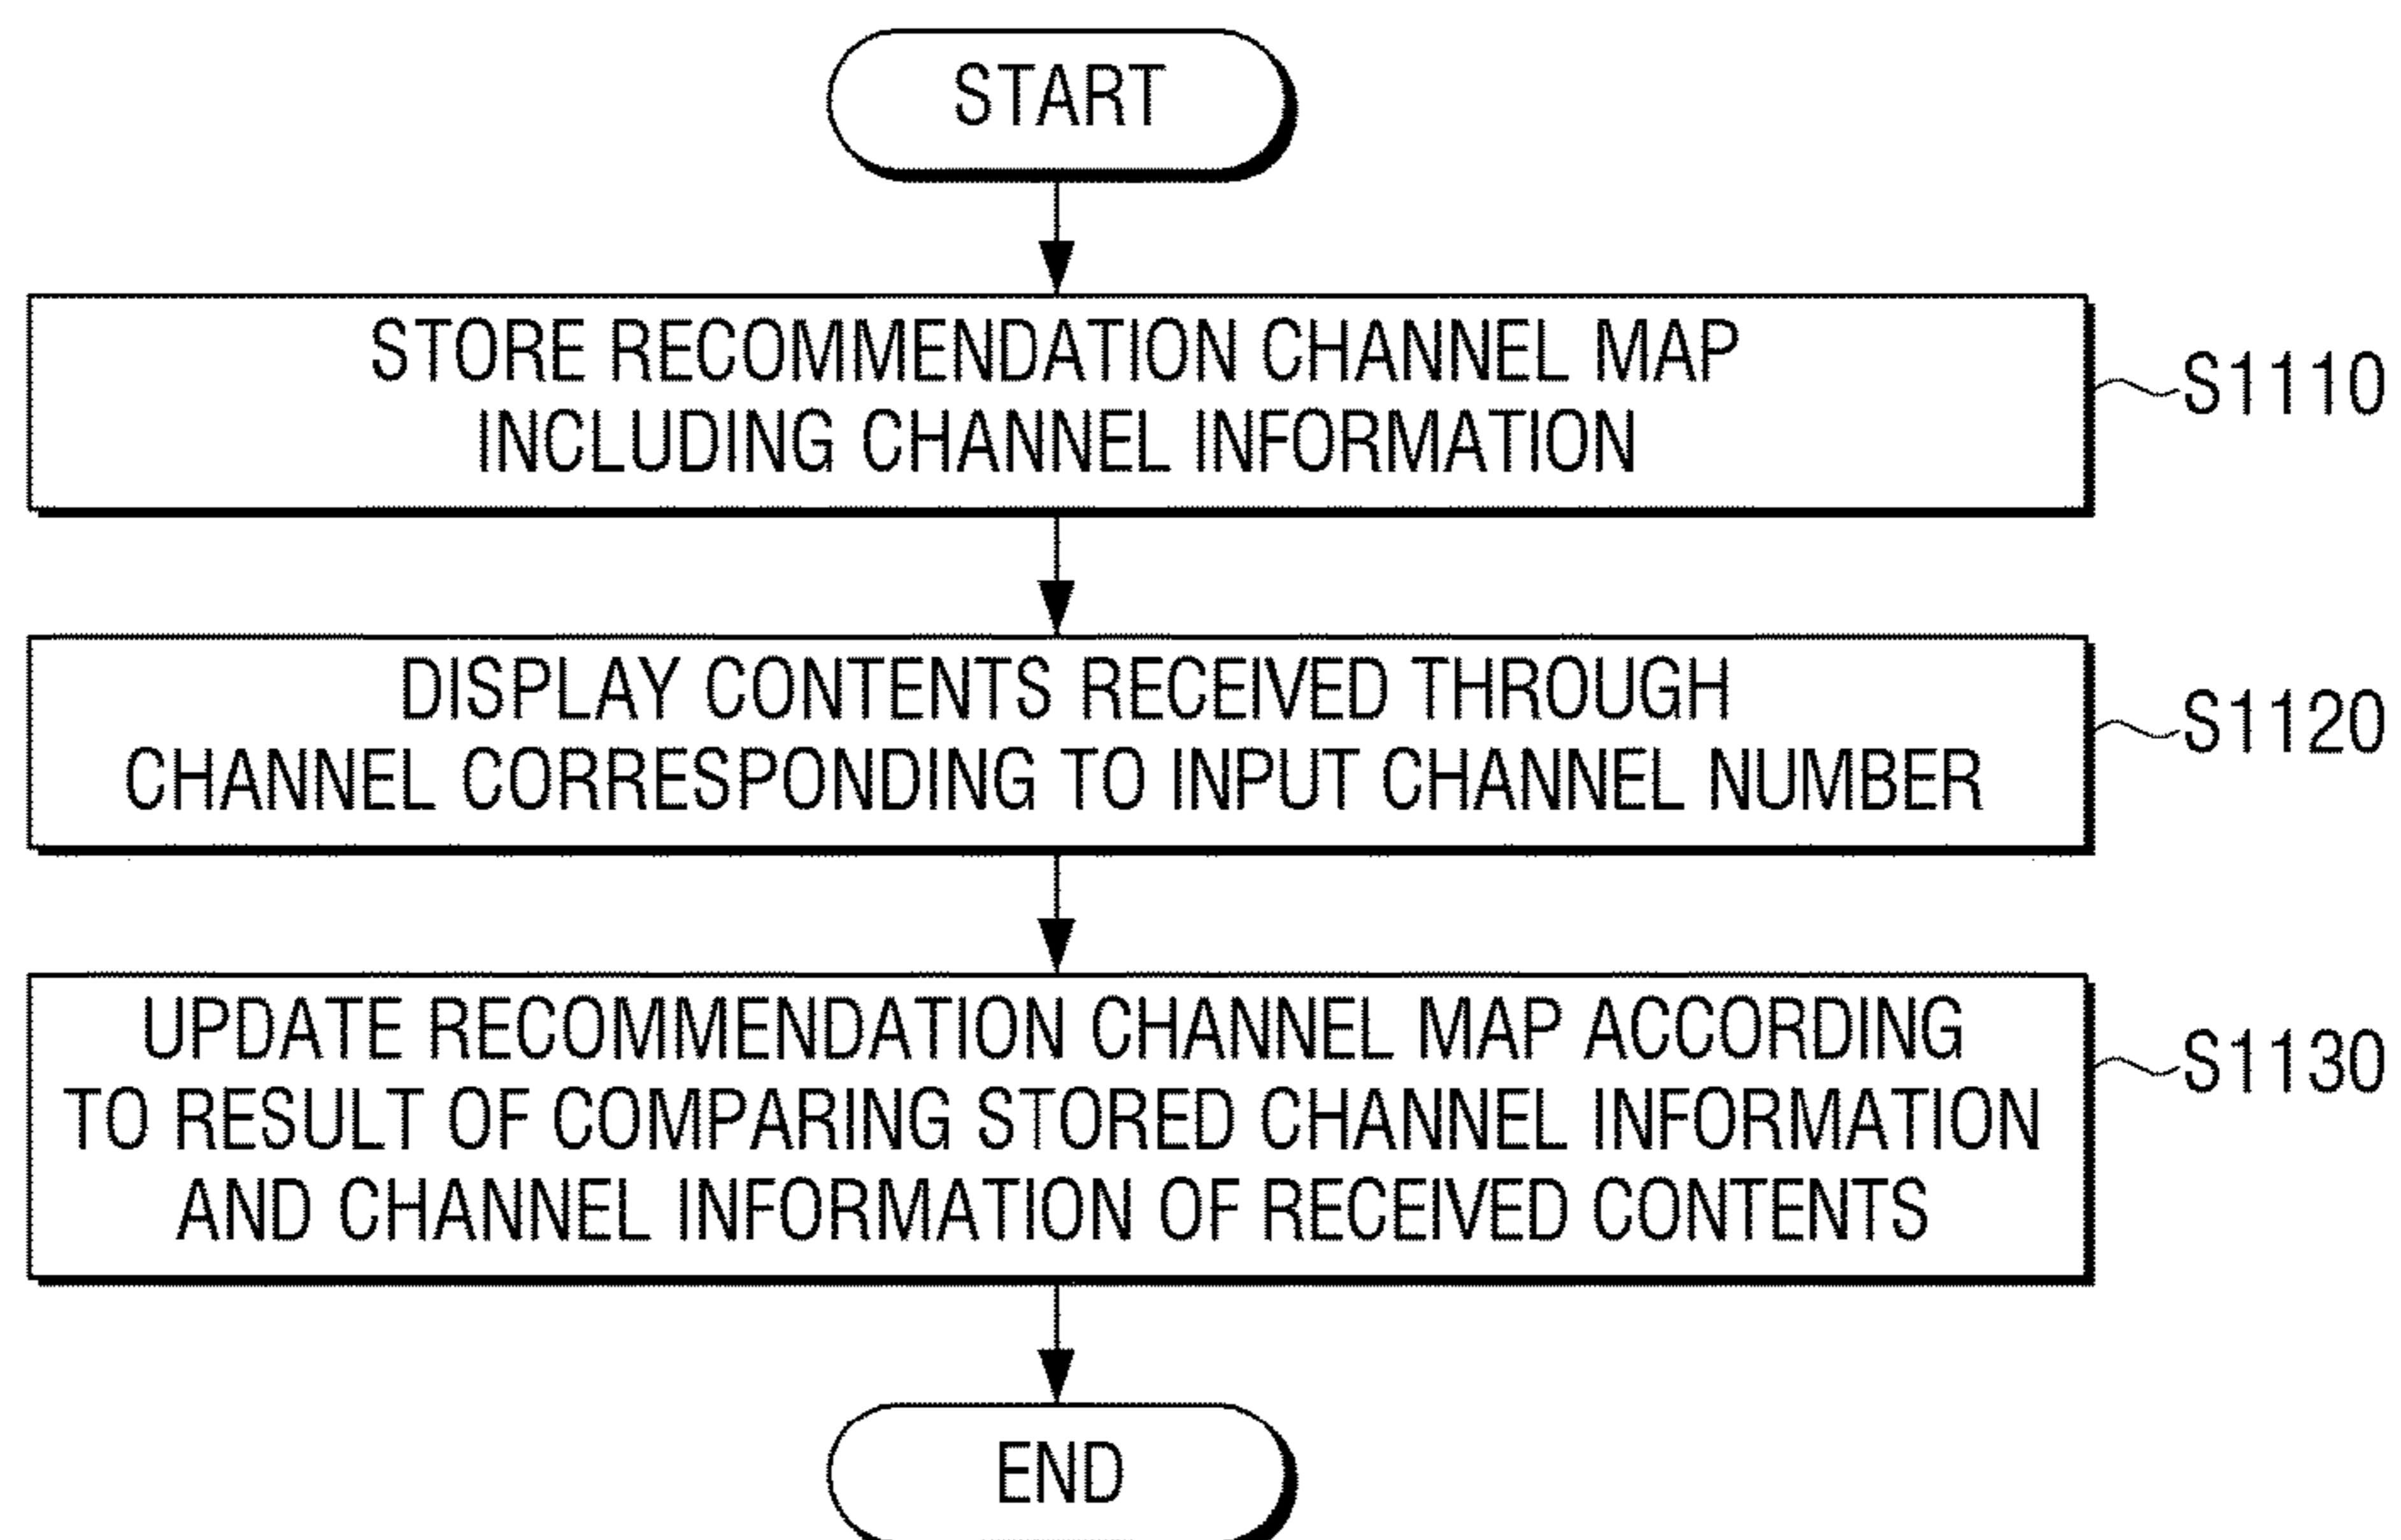 START
STORE RECOMMENDATION CHANNEL MAP
INCLUDING CHANNEL INFORMATION
S1110
DISPLAY CONTENTS RECEIVED THROUGH
CHANNEL CORRESPONDING TO INPUT CHANNEL NUMBER
S1120
UPDATE RECOMMENDATION CHANNEL MAP ACCORDING
TO RESULT OF COMPARING STORED CHANNEL INFORMATION
AND CHANNEL INFORMATION OF RECEIVED CONTENTS
S1130
END